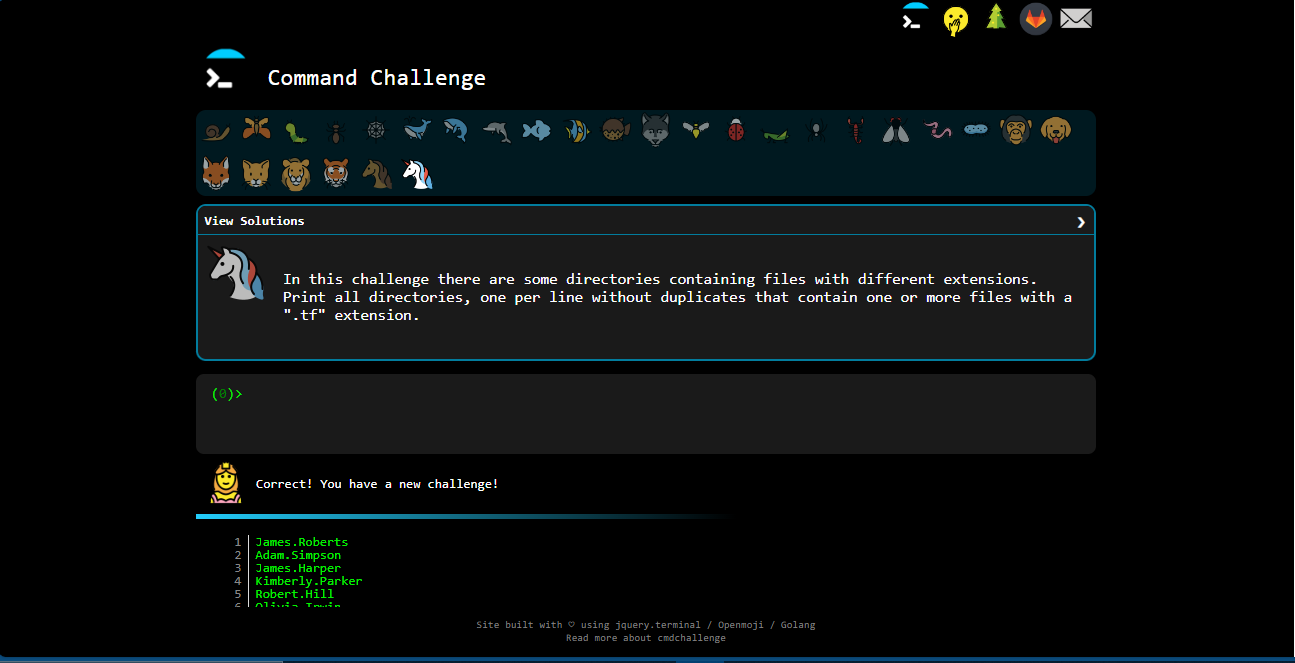 Command Challenge
View Solutions
In this challenge there are some directories containing files with different extensions.
Print all directories, one per line without duplicates that contain one or more files with a
".tf" extension.
(0)>
Correct! You have a new challenge!
1 James.Roberts
2 Adam.Simpson
3 James.Harper
4 Kimberly.Parker
5 Robert.Hill
6 Olivia.Irwin
Site built with ♡ using jquery.terminal / Openmoji / Golang
Read more about cmdchallenge